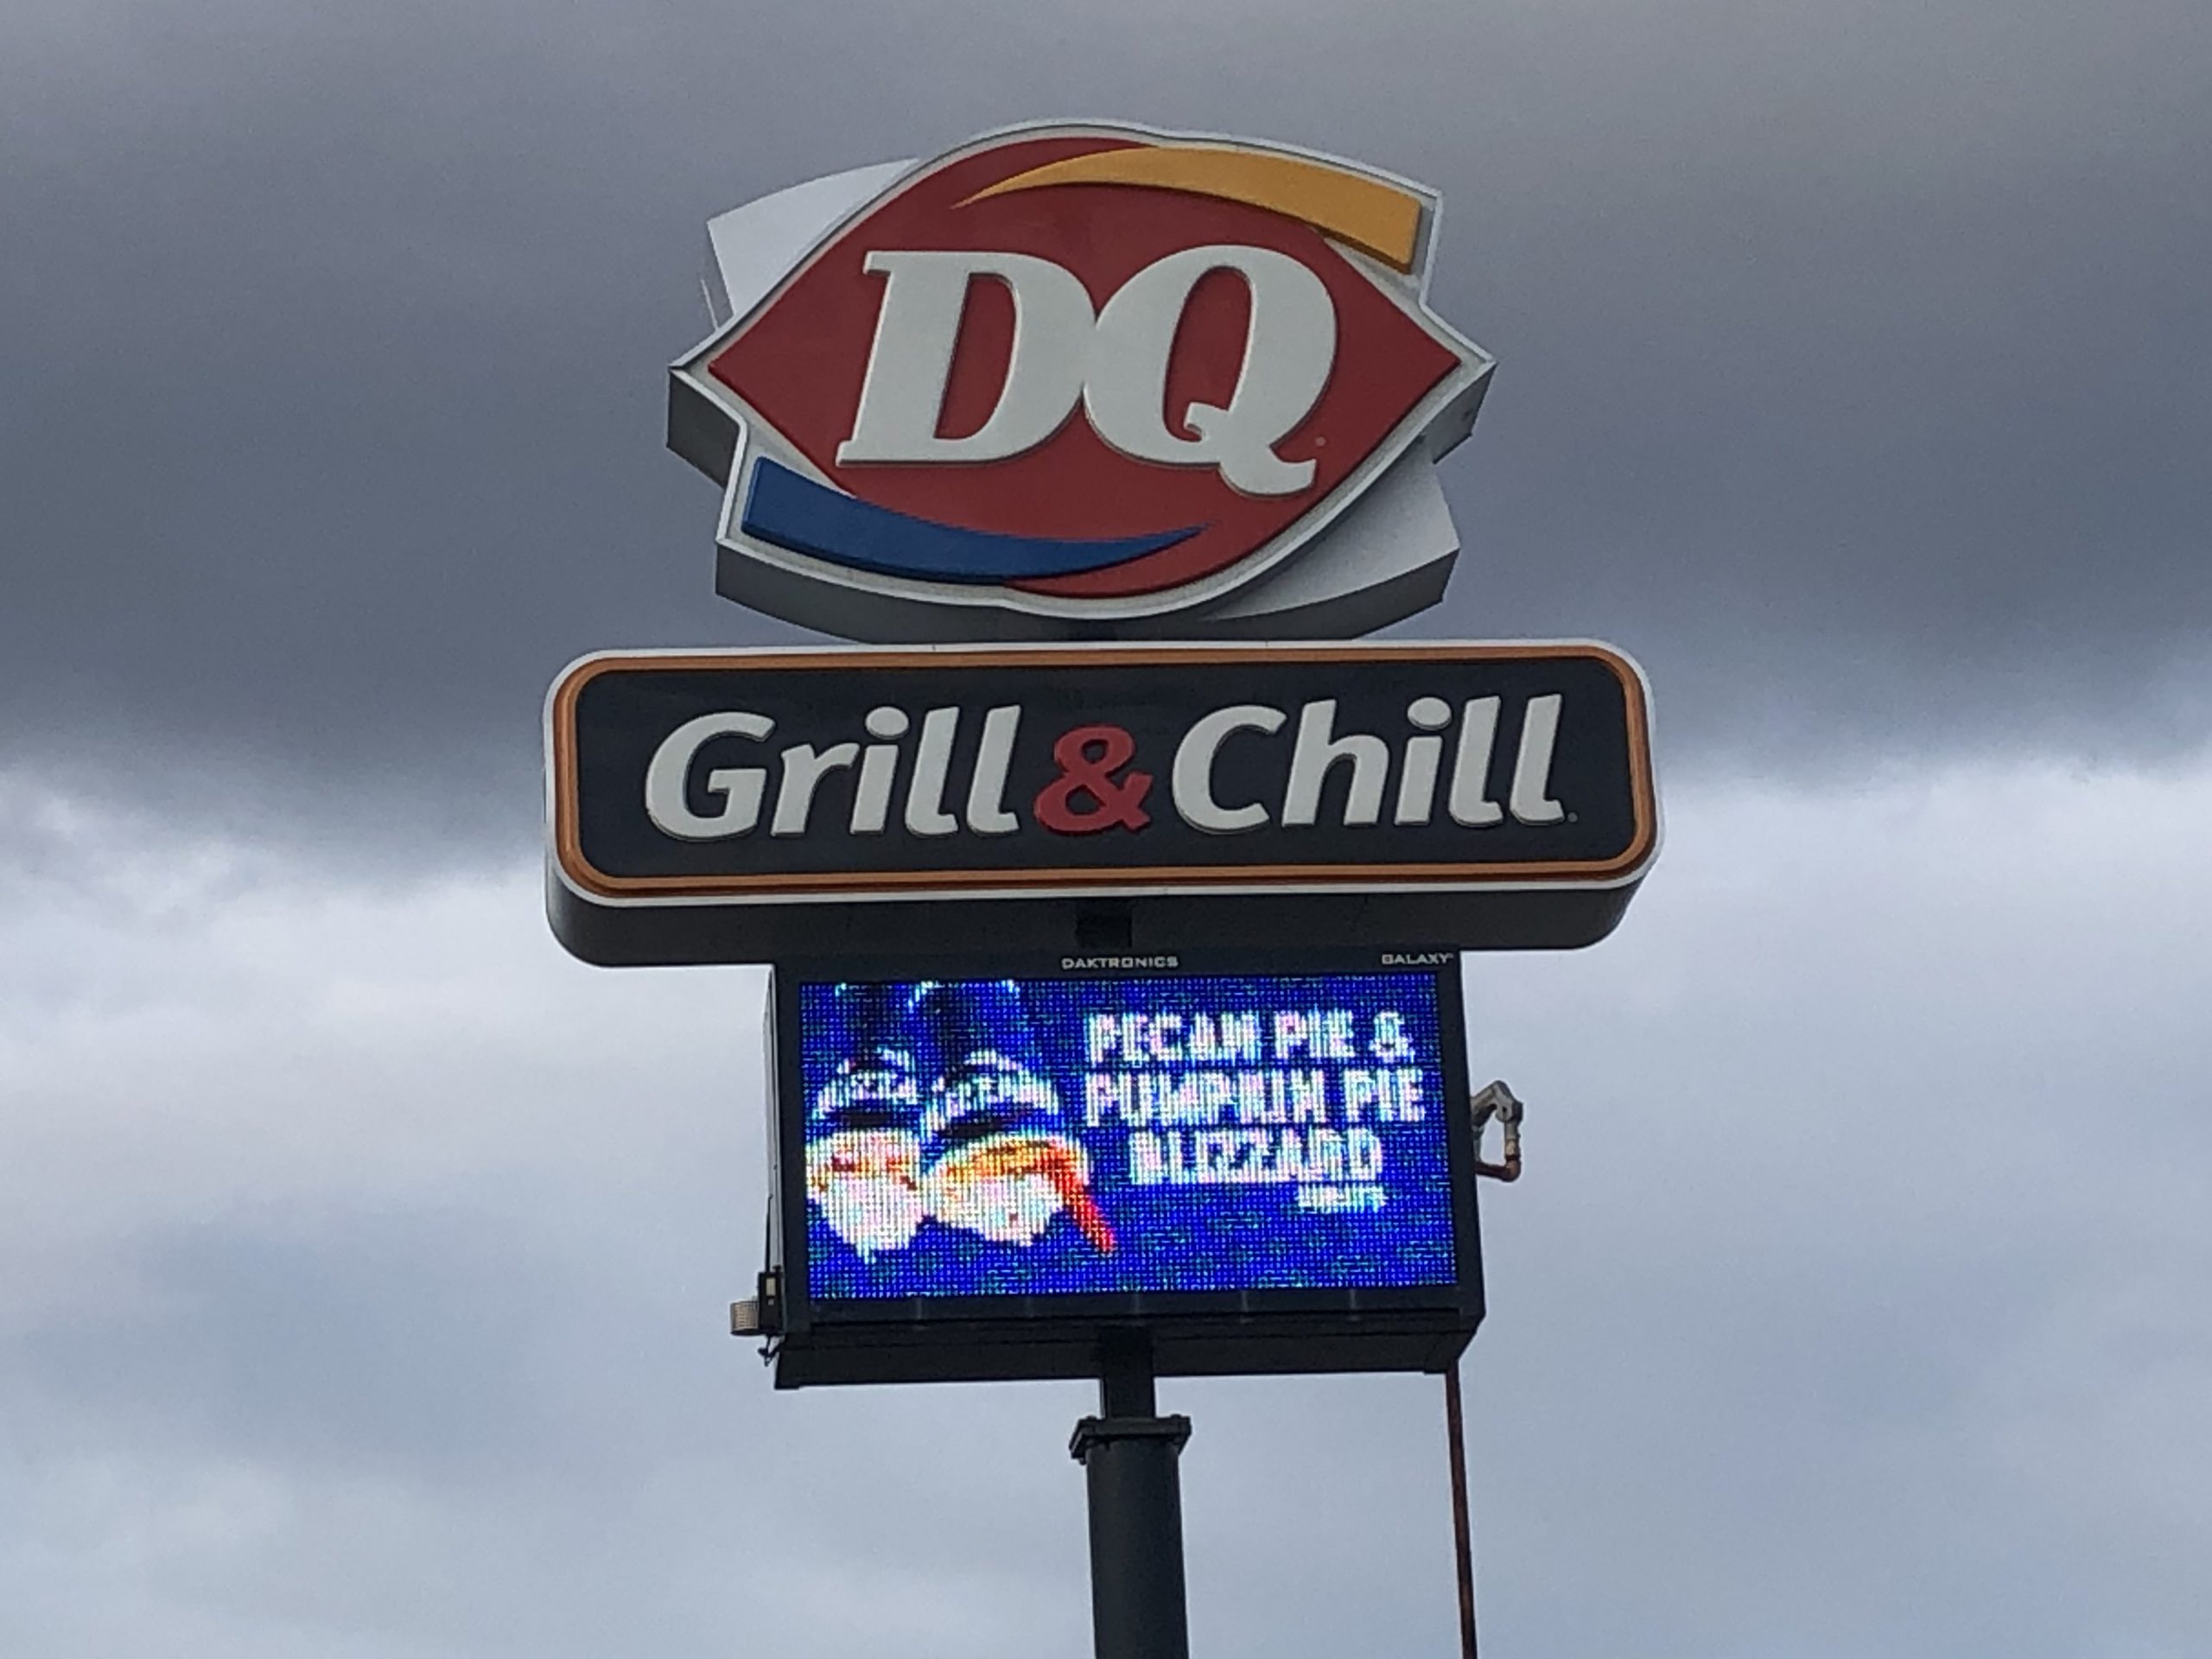 DQ
Grill & Chill
DAKTRONICS GALAXY
PECAN PIE &
PUMPKIN PIE
BLIZZARD